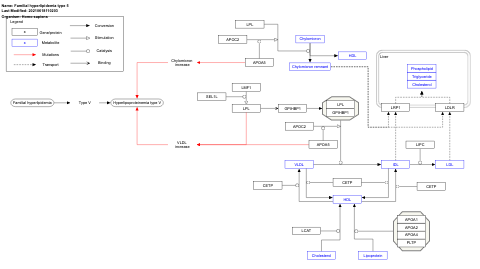 Name: Familial hyperlipidemia type 5
Last Modified: 20210518110203
Organism: Homo sapiens
Legend
Geneprotein
Metabolite
Mutations
Transport
Conversion
Stimulation
Catalysis
Binding
LPL
APOC2
APOA5
Chylomicron
HDL
Chylomicron remnant
Chylomicron
increase
Liver
Phospholipid
Triglyceride
Cholesterol
LRP1
LDLR
Familial hyperlipidemia
Type V
Hyperlipoproteinemia type V
LMF1
SEL1L
LPL
GPIHBP1
LPL
GPIHBP1
APOC2
APOA5
VLDL
increase
LIPC
VLDL
IDL
LDL
CETP
CETP
CETP
HDL
LCAT
APOA1
APOA2
APOA4
PLTP
Cholesterol
Lipoprotein